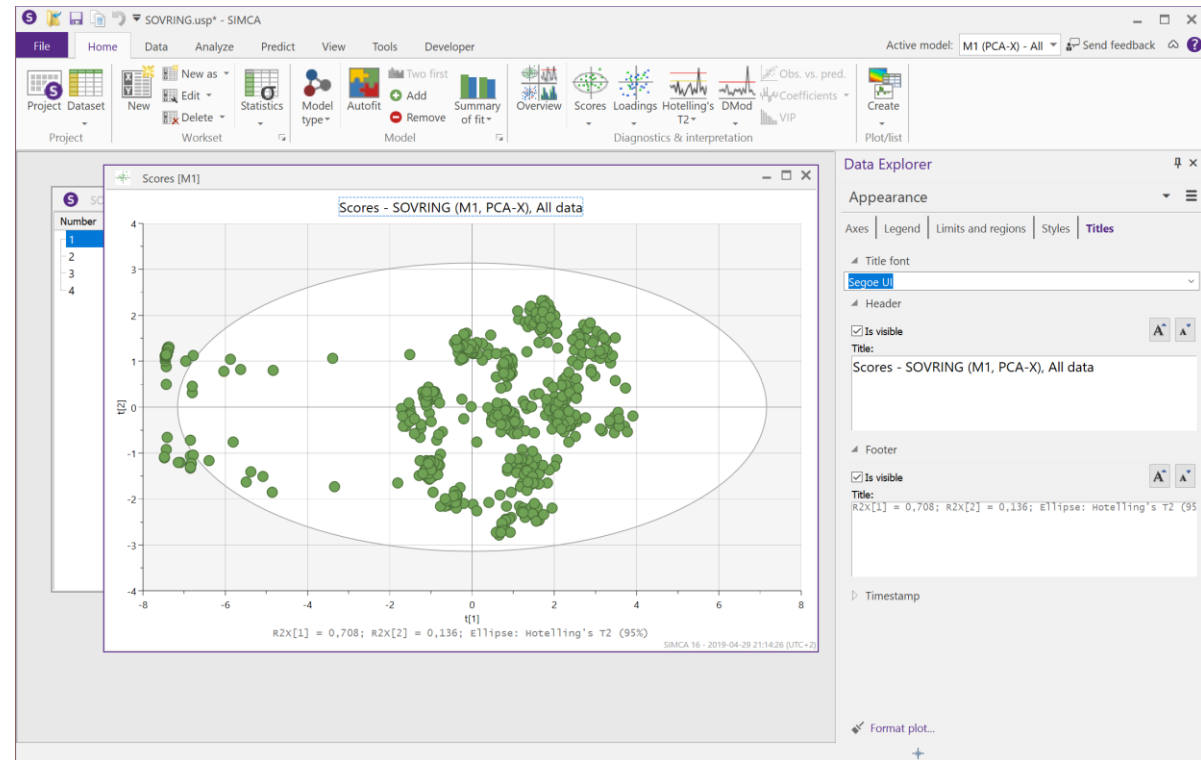 S SOVRING.usp* - SIMCA
File Home Data Analyze Predict View Tools Developer Active model: M1 (PCA-X) - All Send feedback ?
Project Dataset New New as Edit Delete Statistics Model type Autofit Two first Add Remove Summary of fit Overview Scores Loadings Hotelling's T2 DMod Obs. vs. pred. Coefficients VIP Create
Project Workset Model Diagnostics & interpretation Plot/list
Data Explorer
Scores [M1]
Appearance
S SO
Number
1
2
3
4
Scores - SOVRING (M1, PCA-X), All data
4
3
2
1
0
-1
-2
-3
-4
t[2]
-8 -6 -4 -2 0 2 4 6 8
t[1]
R2X[1] = 0,708; R2X[2] = 0,136; Ellipse: Hotelling's T2 (95%)
SIMCA 16 - 2019-04-29 21:14:26 (UTC+2)
Axes Legend Limits and regions Styles Titles
Title font
Segoe UI
Header
Is visible A A
Title:
Scores - SOVRING (M1, PCA-X), All data
Footer
Is visible A A
Title:
R2X[1] = 0,708; R2X[2] = 0,136; Ellipse: Hotelling's T2 (95
Timestamp
Format plot...